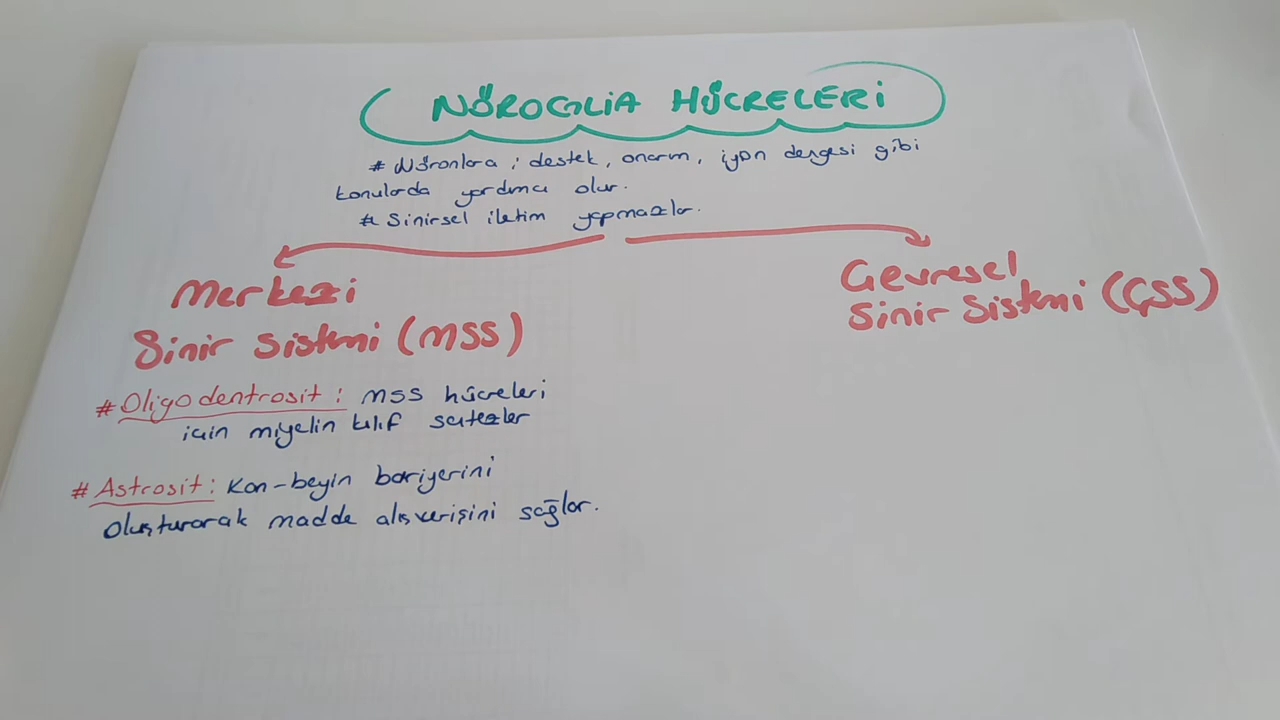 NÖROGLİA HÜCRELERİ
# Nöronlara ; destek, onarım, iyon dengesi gibi
konularda yardımcı olur.
# Sinirsel iletim yapmazlar.
Merkezi
Sinir Sistemi (MSS)
Çevresel
Sinir Sistemi (ÇSS)
# Oligodentrosit : MSS hücreleri
için miyelin kılıf sentezler
# Astrosit : Kan-beyin bariyerini
oluşturarak madde alışverişini sağlar.